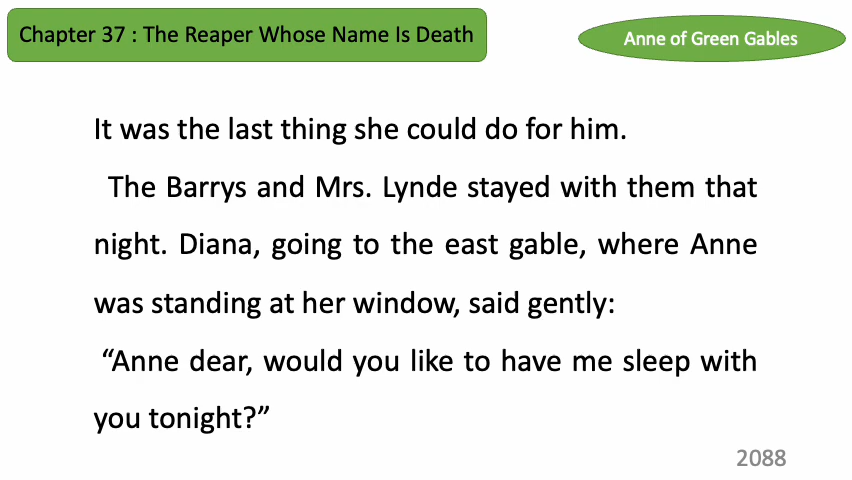 Chapter 37 : The Reaper Whose Name Is Death
Anne of Green Gables
It was the last thing she could do for him.
The Barrys and Mrs. Lynde stayed with them that
night. Diana, going to the east gable, where Anne
was standing at her window, said gently:
“Anne dear, would you like to have me sleep with
you tonight?”
2088